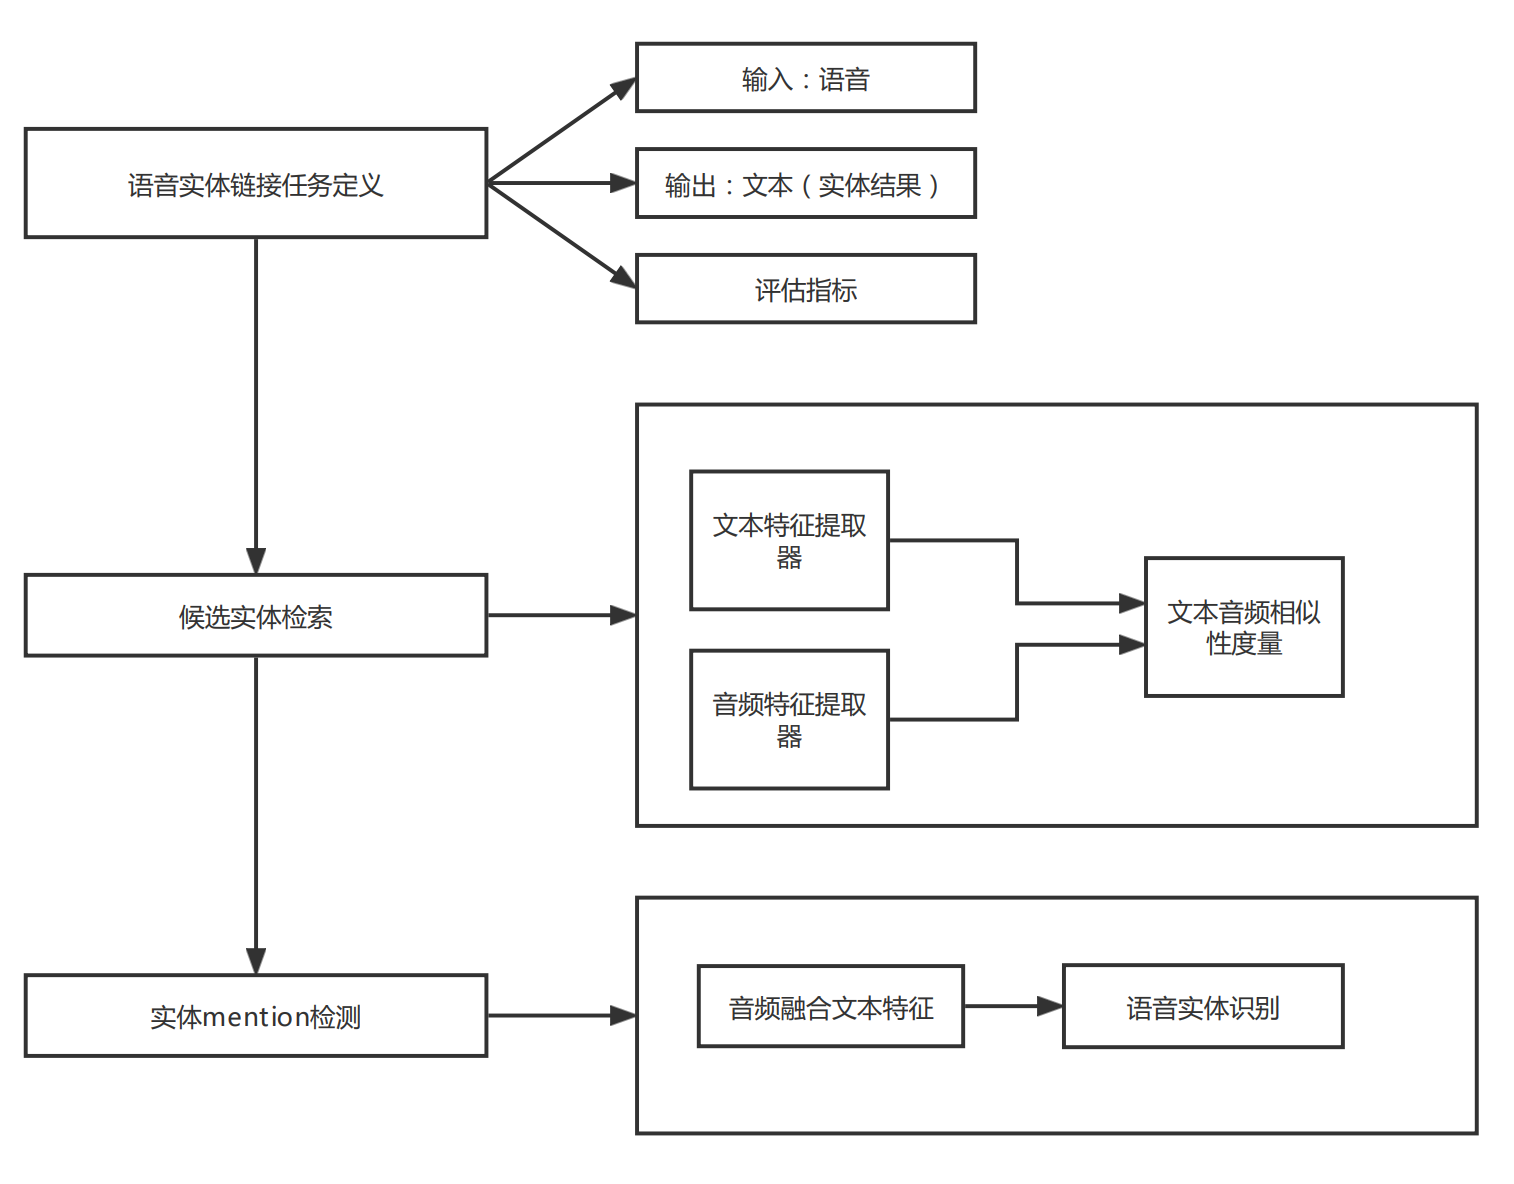 输入：语音
语音实体链接任务定义
输出：文本（实体结果）
评估指标
文本特征提取
器
候选实体检索
文本音频相似
性度量
音频特征提取
器
实体mention检测
音频融合文本特征
语音实体识别